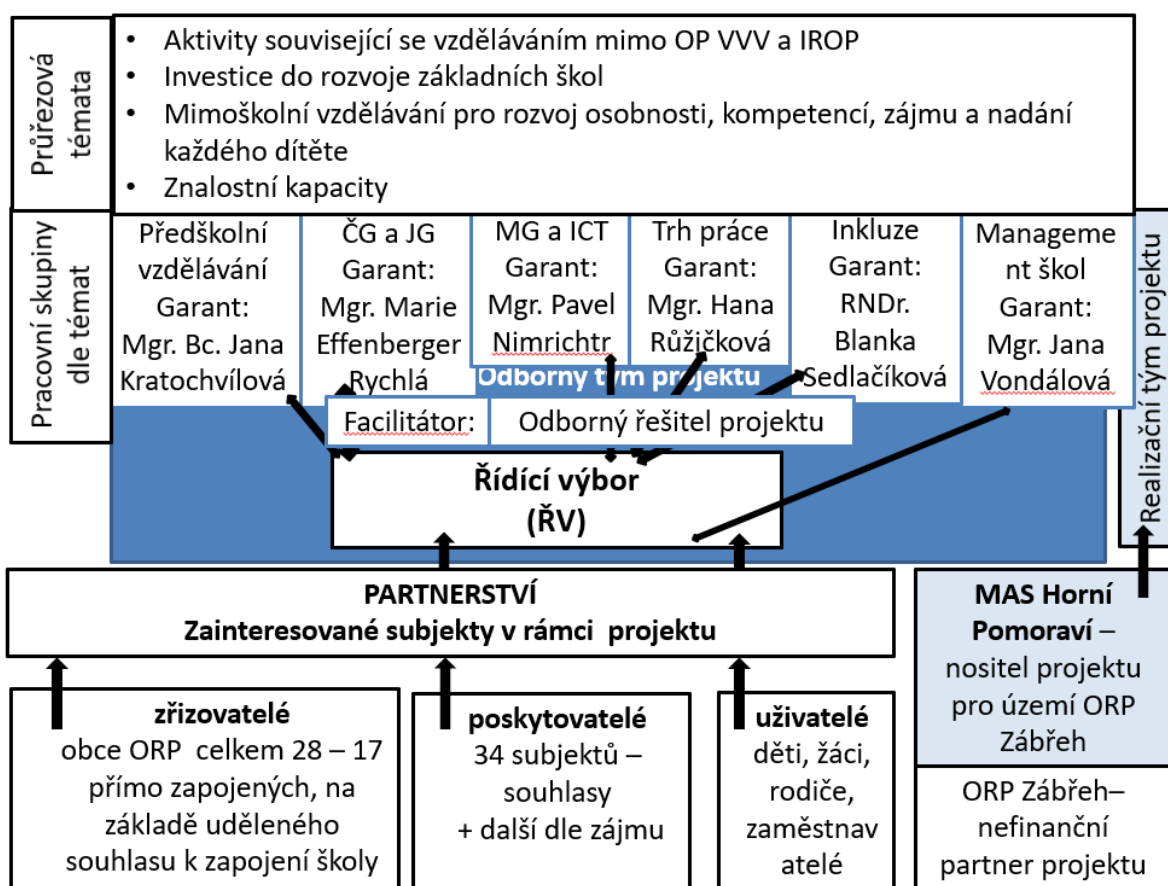 Průřezová
témata
• Aktivity související se vzděláváním mimo OP VVV a IROP
• Investice do rozvoje základních škol
• Mimoškolní vzdělávání pro rozvoj osobnosti, kompetencí, zájmu a nadání
každého dítěte
• Znalostní kapacity
Pracovní skupiny
dle témat
Předškolní
vzdělávání
Garant:
Mgr. Bc. Jana
Kratochvílová
ČG a JG
Garant:
Mgr. Marie
Effenberger
Rychlá
MG a ICT
Garant:
Mgr. Pavel
Nimrichtr
Trh práce
Garant:
Mgr. Hana
Růžičková
Inkluze
Garant:
RNDr.
Blanka
Sedlačíková
Manageme
nt škol
Garant:
Mgr. Jana
Vondálová
Realizační tým projektu
Odborny tým projektu
Facilitátor:
Odborný řešitel projektu
Řídící výbor
(ŘV)
PARTNERSTVÍ
Zainteresované subjekty v rámci projektu
zřizovatelé
obce ORP celkem 28 – 17
přímo zapojených, na
základě uděleného
souhlasu k zapojení školy
poskytovatelé
34 subjektů –
souhlasy
+ další dle zájmu
uživatelé
děti, žáci,
rodiče,
zaměstnav
atelé
MAS Horní
Pomoraví –
nositel projektu
pro území ORP
Zábřeh
ORP Zábřeh–
nefinanční
partner projektu